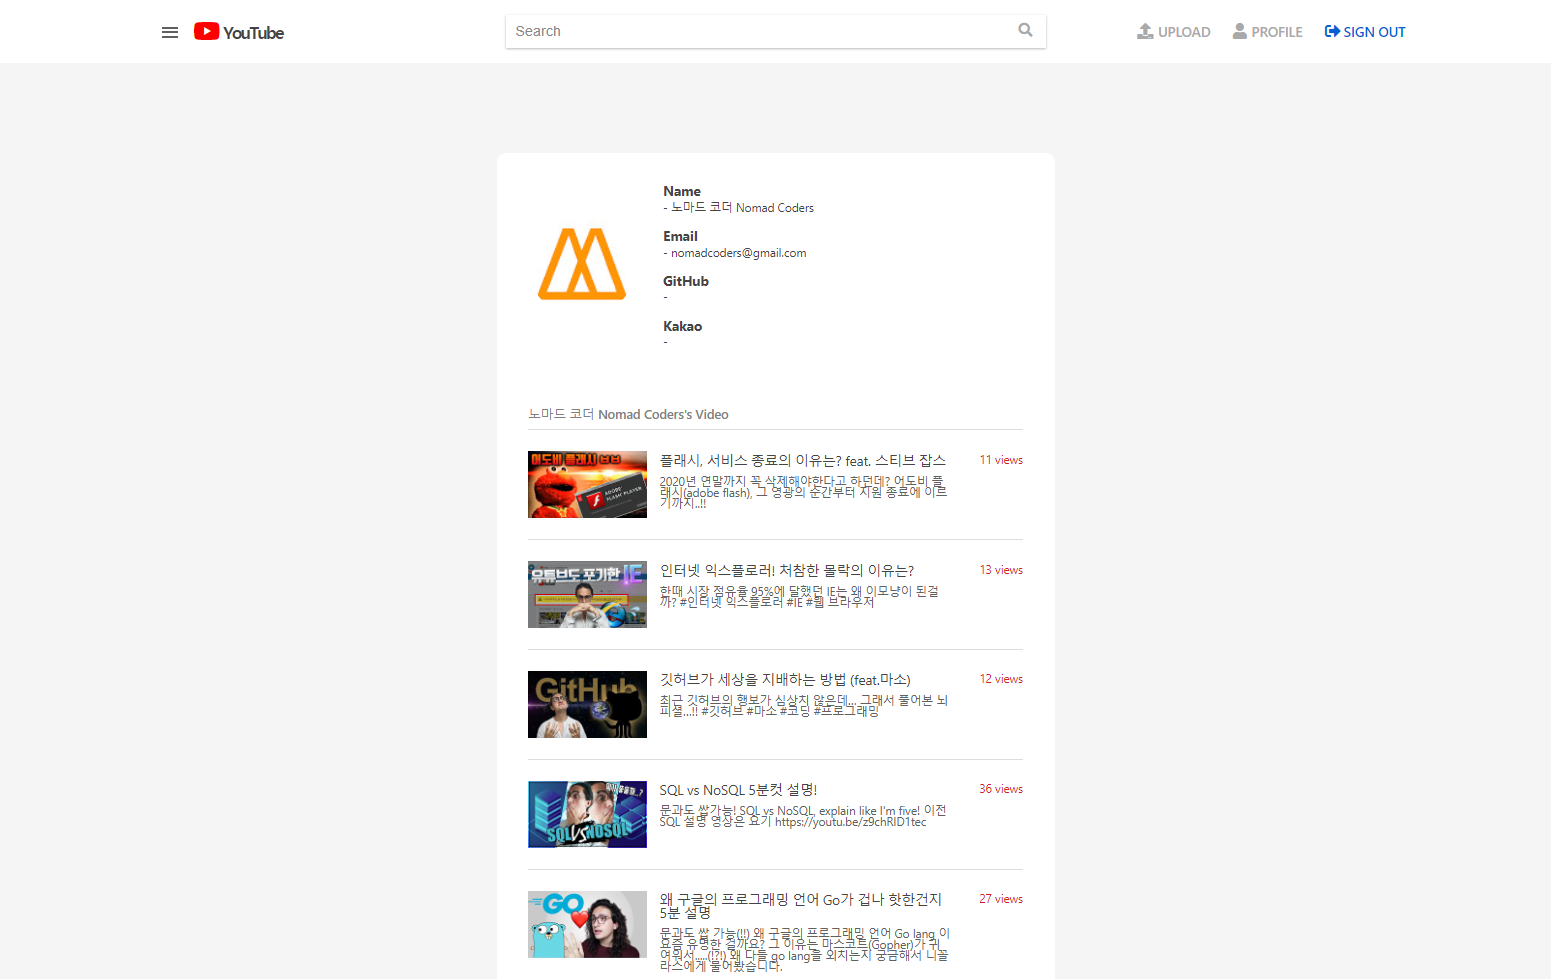 YouTube
Search
UPLOAD
PROFILE
SIGN OUT
Name
- 노마드 코더 Nomad Coders
Email
- nomadcoders@gmail.com
GitHub
-
Kakao
-
노마드 코더 Nomad Coders's Video
어도비 플래시 ㅂㅂ
ADOBE FLASH PLAYER
플래시, 서비스 종료의 이유는? feat. 스티브 잡스
11 views
2020년 연말까지 꼭 삭제해야한다고 하던데? 어도비 플
래시(adobe flash), 그 영광의 순간부터 지원 종료에 이르
기까지..!!
유튜브도 포기한 IE
인터넷 익스플로러! 처참한 몰락의 이유는?
13 views
한때 시장 점유율 95%에 달했던 IE는 왜 이모냥이 된걸
까? #인터넷 익스플로러 #IE #웹 브라우저
GitHub
깃허브가 세상을 지배하는 방법 (feat.마소)
12 views
최근 깃허브의 행보가 심상치 않은데... 그래서 풀어본 뇌
피셜...!! #깃허브 #마소 #코딩 #프로그래밍
SQL VS NOSQL
SQL vs NoSQL 5분컷 설명!
36 views
문과도 쌉가능! SQL vs NoSQL, explain like I'm five! 이전
SQL 설명 영상은 요기 https://youtu.be/z9chRlD1tec
GO
왜 구글의 프로그래밍 언어 Go가 겁나 핫한건지
5분 설명
27 views
문과도 쌉 가능(!!) 왜 구글의 프로그래밍 언어 Go lang 이
요즘 유명한 걸까요? 그 이유는 마스코트(Gopher)가 귀
여워서.....(!?!) 왜 다들 go lang을 외치는지 궁금해서 니꼴
라스에게 물어봤습니다.